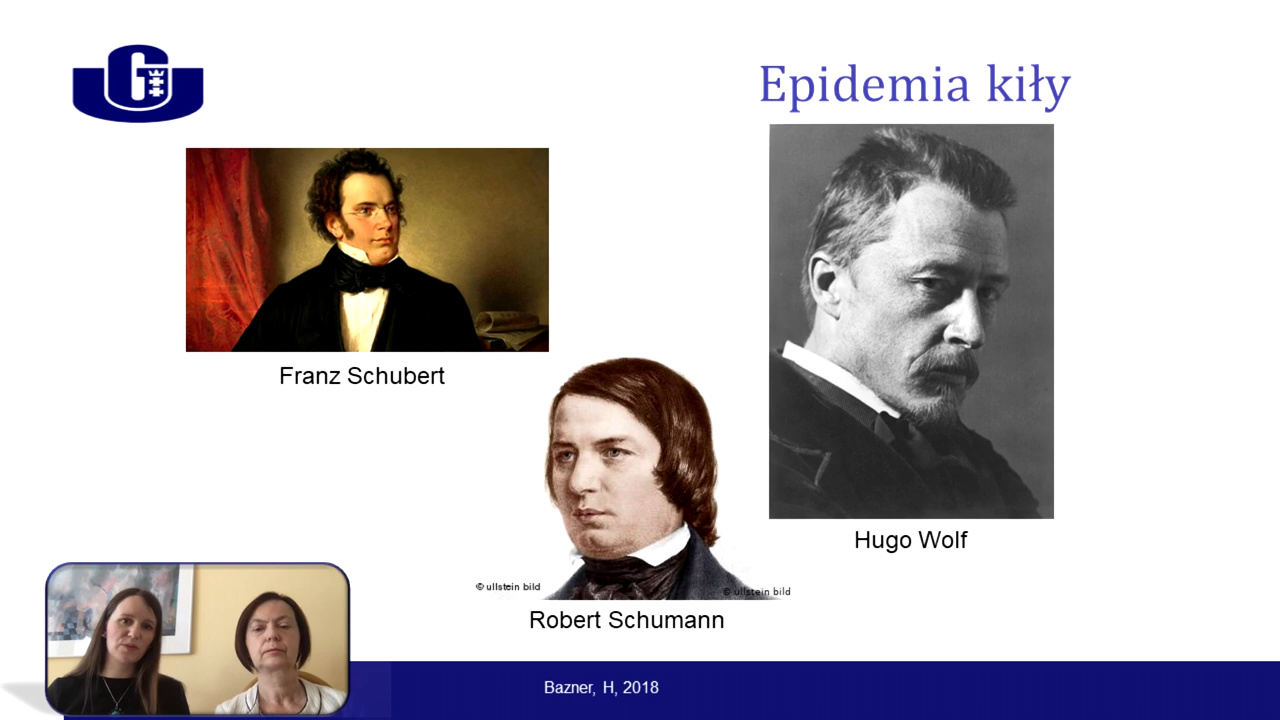 Epidemia kiły
Franz Schubert
Hugo Wolf
© ullstein bild
© ullstein bild
Robert Schumann
Bazner, H, 2018